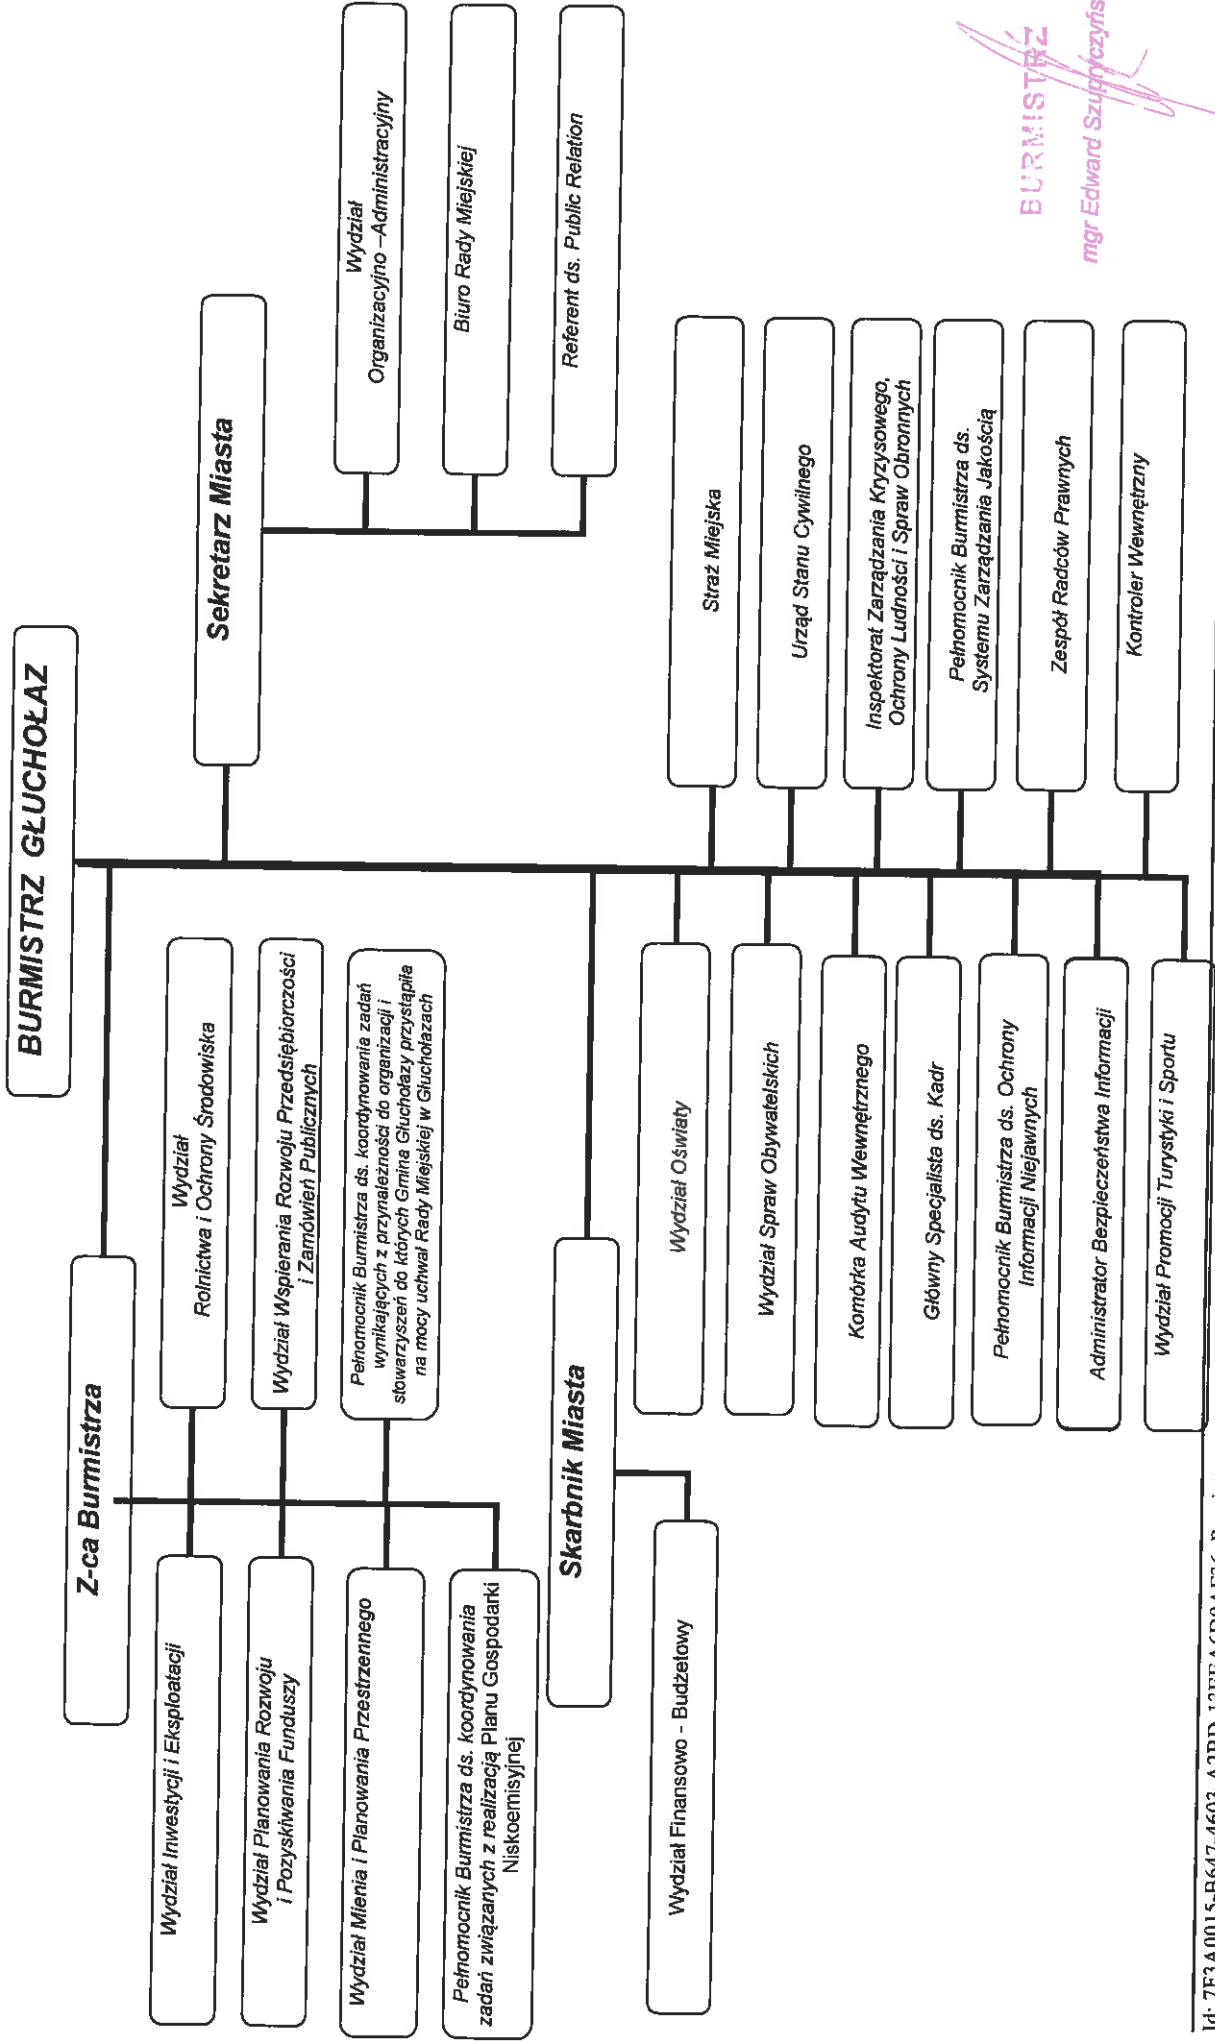 BURMISTRZ GŁUCHOŁAZ
Z-ca Burmistrza
Wydział Inwestycji i Eksploatacji
Wydział Planowania Rozwoju
i Pozyskiwania Funduszy
Wydział Mienia i Planowania Przestrzennego
Pełnomocnik Burmistrza ds. koordynowania
zadań związanych z realizacją Planu Gospodarki
Niskoemisyjnej
Wydział
Rolnictwa i Ochrony Środowiska
Wydział Wspierania Rozwoju Przedsiębiorczości
i Zamówień Publicznych
Pełnomocnik Burmistrza ds. koordynowania zadań
wynikających z przynależności do organizacji i
stowarzyszeń do których Gmina Głuchołazy przystąpiła
na mocy uchwał Rady Miejskiej w Głuchołazach
Sekretarz Miasta
Wydział
Organizacyjno –Administracyjny
Biuro Rady Miejskiej
Referent ds. Public Relation
Skarbnik Miasta
Wydział Finansowo - Budżetowy
Wydział Oświaty
Wydział Spraw Obywatelskich
Komórka Audytu Wewnętrznego
Główny Specjalista ds. Kadr
Pełnomocnik Burmistrza ds. Ochrony
Informacji Niejawnych
Administrator Bezpieczeństwa Informacji
Wydział Promocji Turystyki i Sportu
Straż Miejska
Urząd Stanu Cywilnego
Inspektorat Zarządzania Kryzysowego,
Ochrony Ludności i Spraw Obronnych
Pełnomocnik Burmistrza ds.
Systemu Zarządzania Jakością
Zespół Radców Prawnych
Kontroler Wewnętrzny
BURMISTRZ
mgr Edward